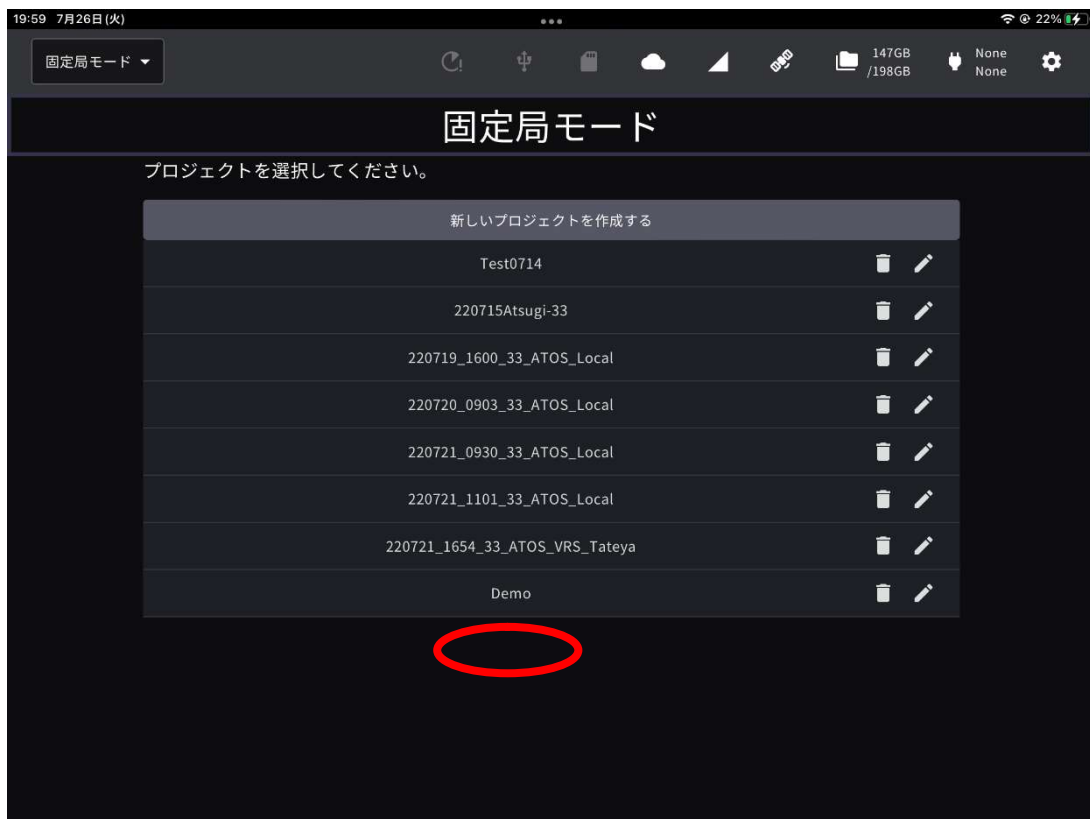 19:59 7月26日(火)
22%
固定局モード
147GB
/198GB
None
None
固定局モード
プロジェクトを選択してください。
新しいプロジェクトを作成する
Test0714
220715Atsugi-33
220719_1600_33_ATOS_Local
220720_0903_33_ATOS_Local
220721_0930_33_ATOS_Local
220721_1101_33_ATOS_Local
220721_1654_33_ATOS_VRS_Tateya
Demo